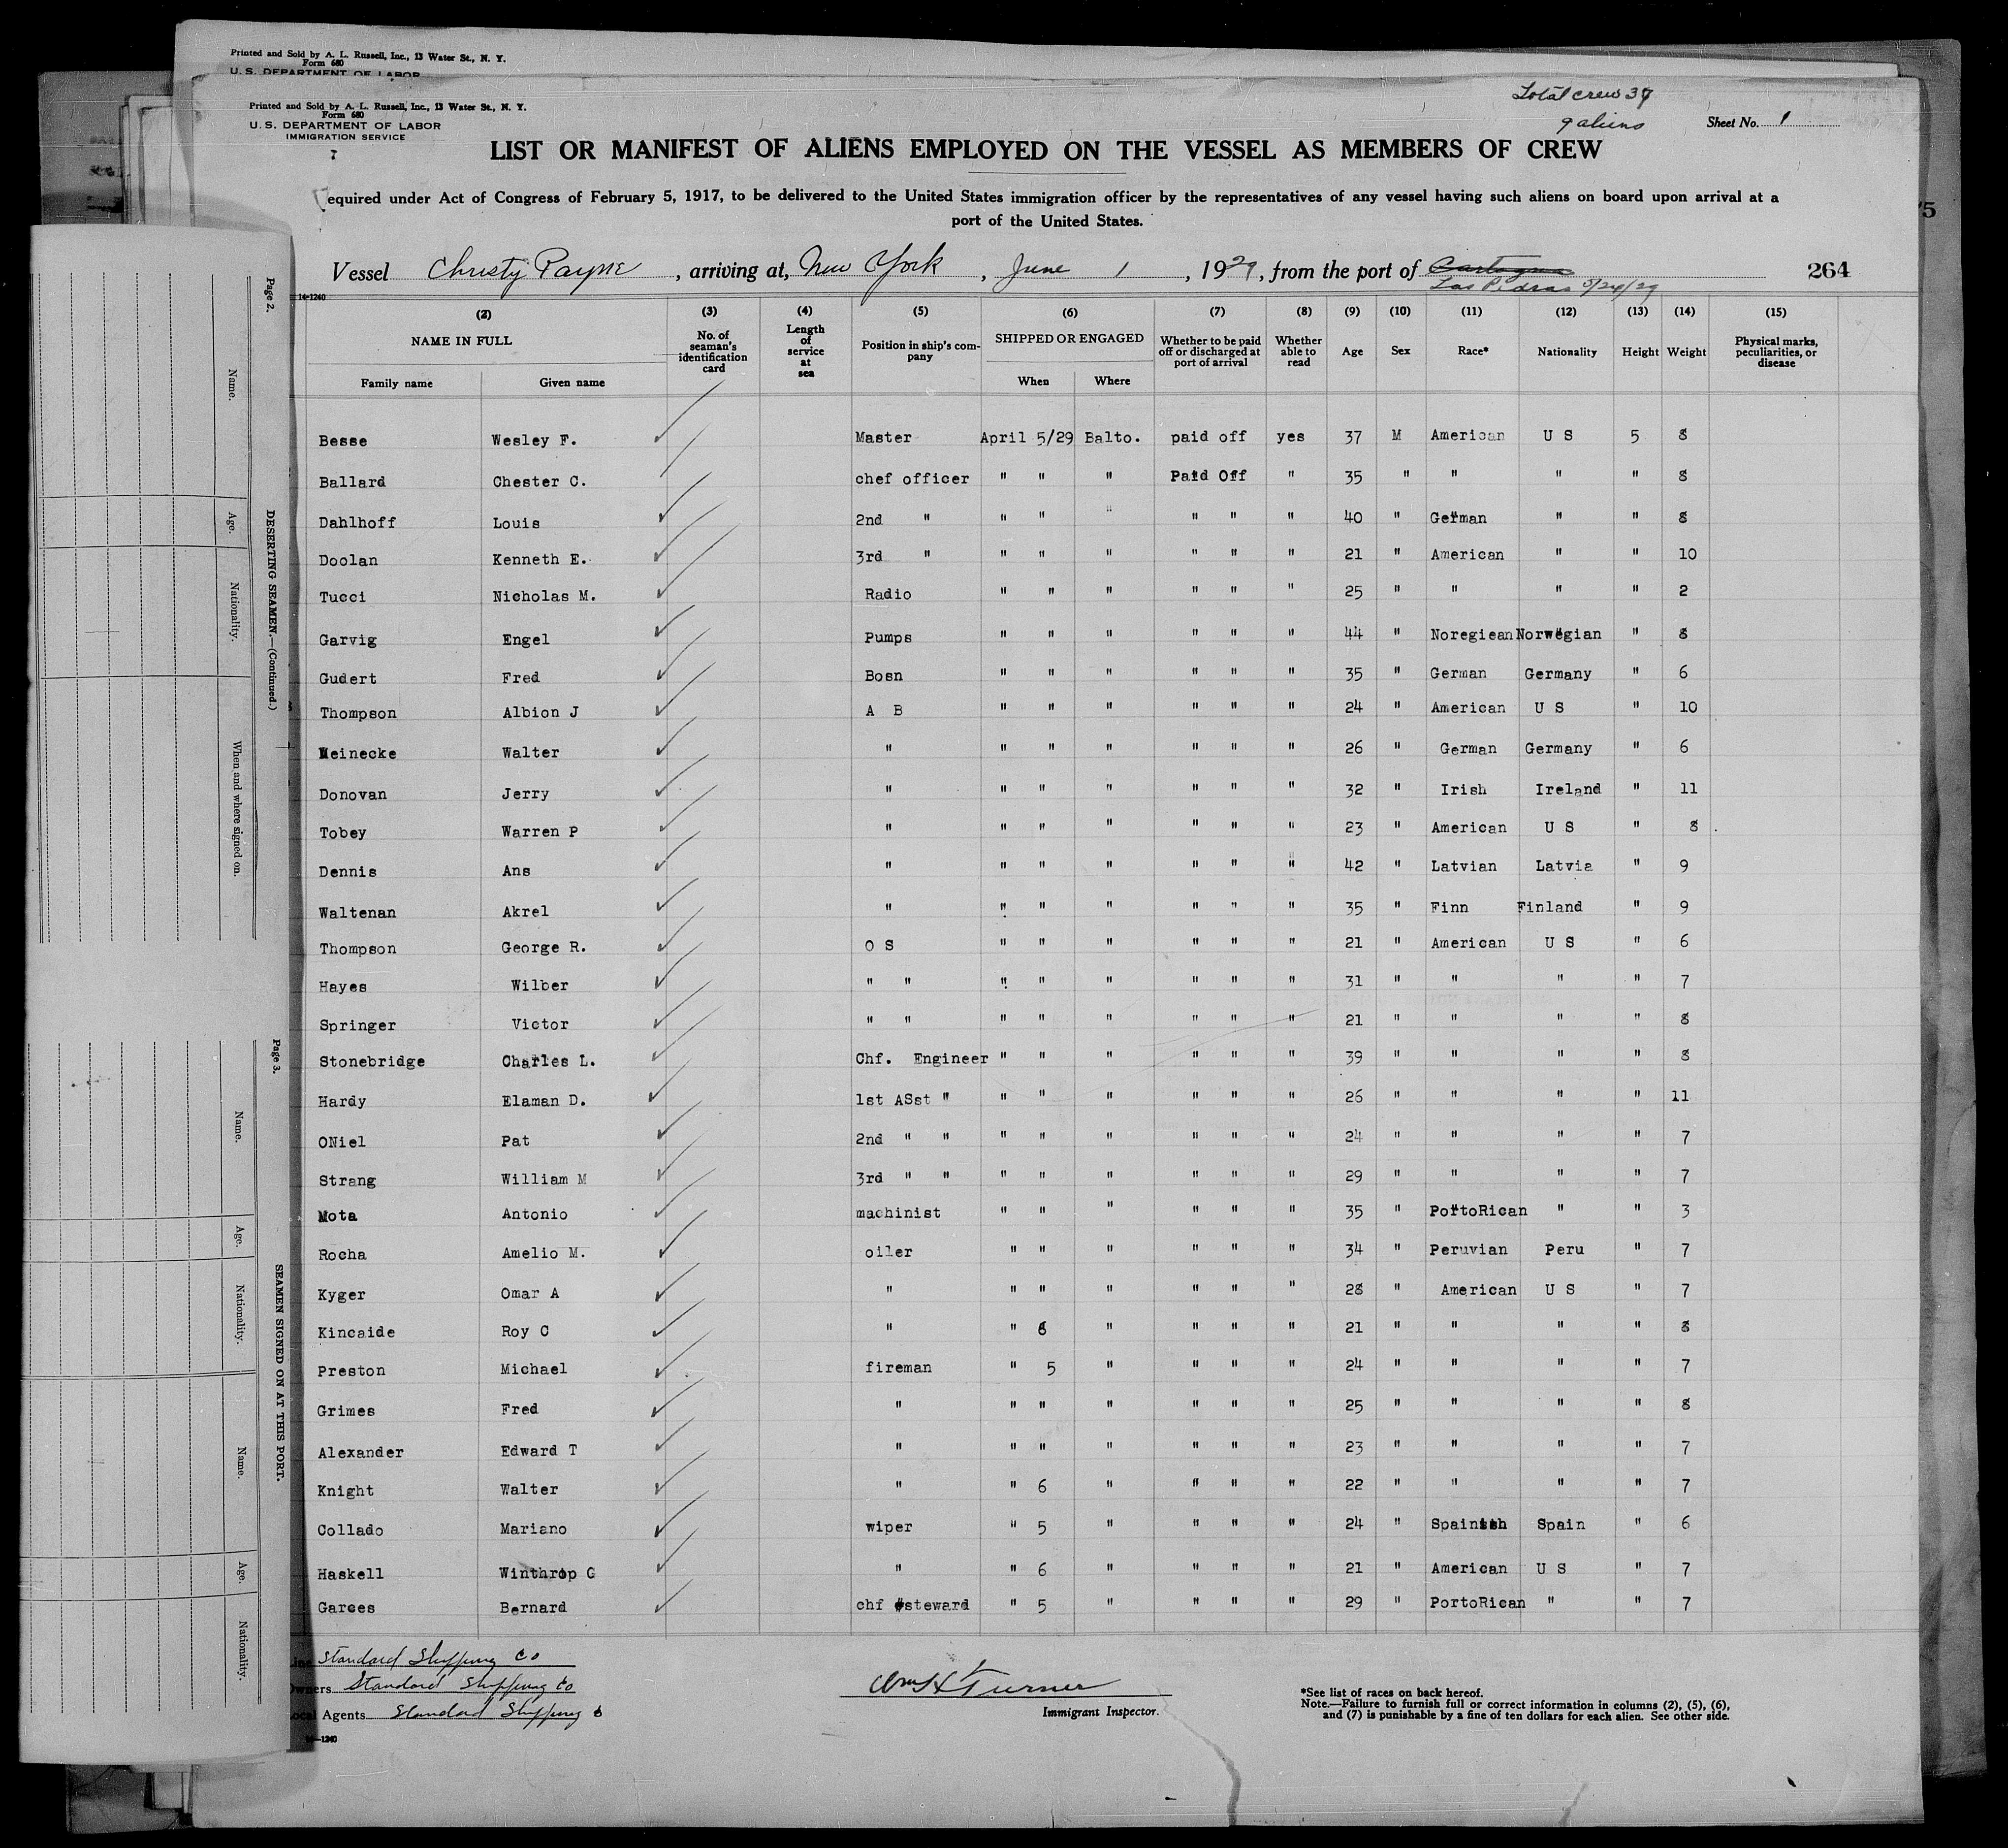 Printed and Sold by A. L. Russell, Inc., 13 Water St., N. Y.
Form 680
U. S. DEPARTMENT OF LABOR
Printed and Sold by A. L. Russell, Inc., 13 Water St., N. Y.
Form 680
U. S. DEPARTMENT OF LABOR
IMMIGRATION SERVICE
Total crew 37
9 aliens
Sheet No. 1
LIST OR MANIFEST OF ALIENS EMPLOYED ON THE VESSEL AS MEMBERS OF CREW
equired under Act of Congress of February 5, 1917, to be delivered to the United States immigration officer by the representatives of any vessel having such aliens on board upon arrival at a
port of the United States.
Vessel Christy Payne, arriving at, New York, June 1, 1929, from the port of Cartagna 264
Las Piedras 5/24/29
14-1240
(2) (3) (4) (5) (6) (7) (8) (9) (10) (11) (12) (13) (14) (15)
NAME IN FULL No. of seaman's identification card Length of service at sea Position in ship's company SHIPPED OR ENGAGED Whether to be paid off or discharged at port of arrival Whether able to read Age Sex Race* Nationality Height Weight Physical marks, peculiarities, or disease
Family name Given name When Where
Besse Wesley F. Master April 5/29 Balto. paid off yes 37 M American U S 5 8
Ballard Chester C. chef officer " " " Paid Off " 35 " " " " 8
Dahlhoff Louis 2nd " " " " " " " 40 " German " " 8
Doolan Kenneth E. 3rd " " " " " " " 21 " American " " 10
Tucci Nicholas M. Radio " " " " " " 25 " " " " 2
Garvig Engel Pumps " " " " " " 44 " Noregiean Norwegian " 8
Gudert Fred Bosn " " " " " " 35 " German Germany " 6
Thompson Albion J A B " " " " " " 24 " American U S " 10
Meinecke Walter " " " " " " " 26 " German Germany " 6
Donovan Jerry " " " " " " " 32 " Irish Ireland " 11
Tobey Warren P " " " " " " " 23 " American U S " 8
Dennis Ans " " " " " " " 42 " Latvian Latvia " 9
Waltenan Akrel " " " " " " " 35 " Finn Finland " 9
Thompson George R. O S " " " " " " 21 " American U S " 6
Hayes Wilber " " " " " " " " 31 " " " " 7
Springer Victor " " " " " " " " 21 " " " " 8
Stonebridge Charles L. Chf. Engineer " " " " " " 39 " " " " 8
Hardy Elaman D. 1st ASst " " " " " " " 26 " " " " 11
ONiel Pat 2nd " " " " " " " " 24 " " " " 7
Strang William M 3rd " " " " " " " " 29 " " " " 7
Mota Antonio machinist " " " " " " 35 " PortoRican " " 3
Rocha Amelio M. oiler " " " " " " 34 " Peruvian Peru " 7
Kyger Omar A " " " " " " " 28 " American U S " 7
Kincaide Roy C " " 6 " " " " 21 " " " " 8
Preston Michael fireman " 5 " " " " 24 " " " " 7
Grimes Fred " " " " " " " 25 " " " " 8
Alexander Edward T " " " " " " " 23 " " " " 7
Knight Walter " " 6 " " " " 22 " " " " 7
Collado Mariano wiper " 5 " " " " 24 " Spainish Spain " 6
Haskell Winthrop G " " 6 " " " " 21 " American U S " 7
Garces Bernard chf steward " 5 " " " " 29 " PortoRican " " 7
Standard Shipping Co
wners Standard Shipping Co
ocal Agents Standard Shipping Co
14-1240
Wm H Turner
Immigrant Inspector.
*See list of races on back hereof.
Note.—Failure to furnish full or correct information in columns (2), (5), (6),
and (7) is punishable by a fine of ten dollars for each alien. See other side.
Page 2.
DESERTING SEAMEN.—(Continued.)
Name.
Age.
Nationality.
When and where signed on.
Page 3.
SEAMEN SIGNED ON AT THIS PORT.
Name.
Age.
Nationality.
Name.
Age.
Nationality.